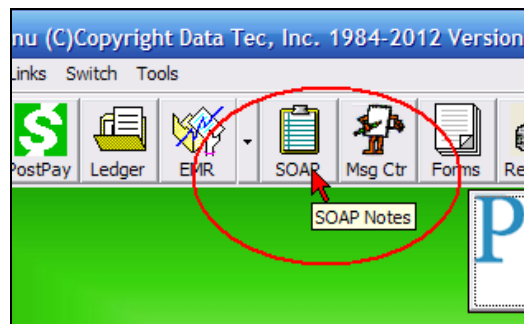 nu (C)Copyright Data Tec, Inc. 1984-2012 Version
Links Switch Tools
PostPay Ledger EMR SOAP Msg Ctr Forms Re
SOAP Notes
P